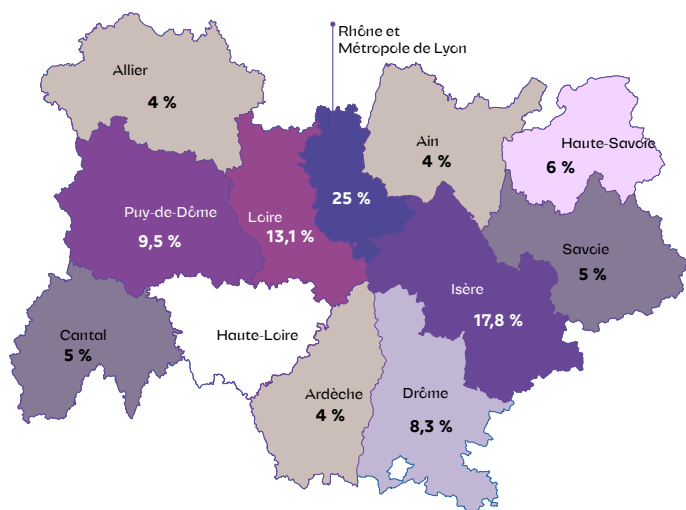 Rhône et
Métropole de Lyon
Allier
4 %
Ain
4 %
Haute-Savoie
6 %
25 %
Puy-de-Dôme
9,5 %
Loire
13,1 %
Savoie
5 %
Isère
17,8 %
Cantal
5 %
Haute-Loire
Ardèche
4 %
Drôme
8,3 %